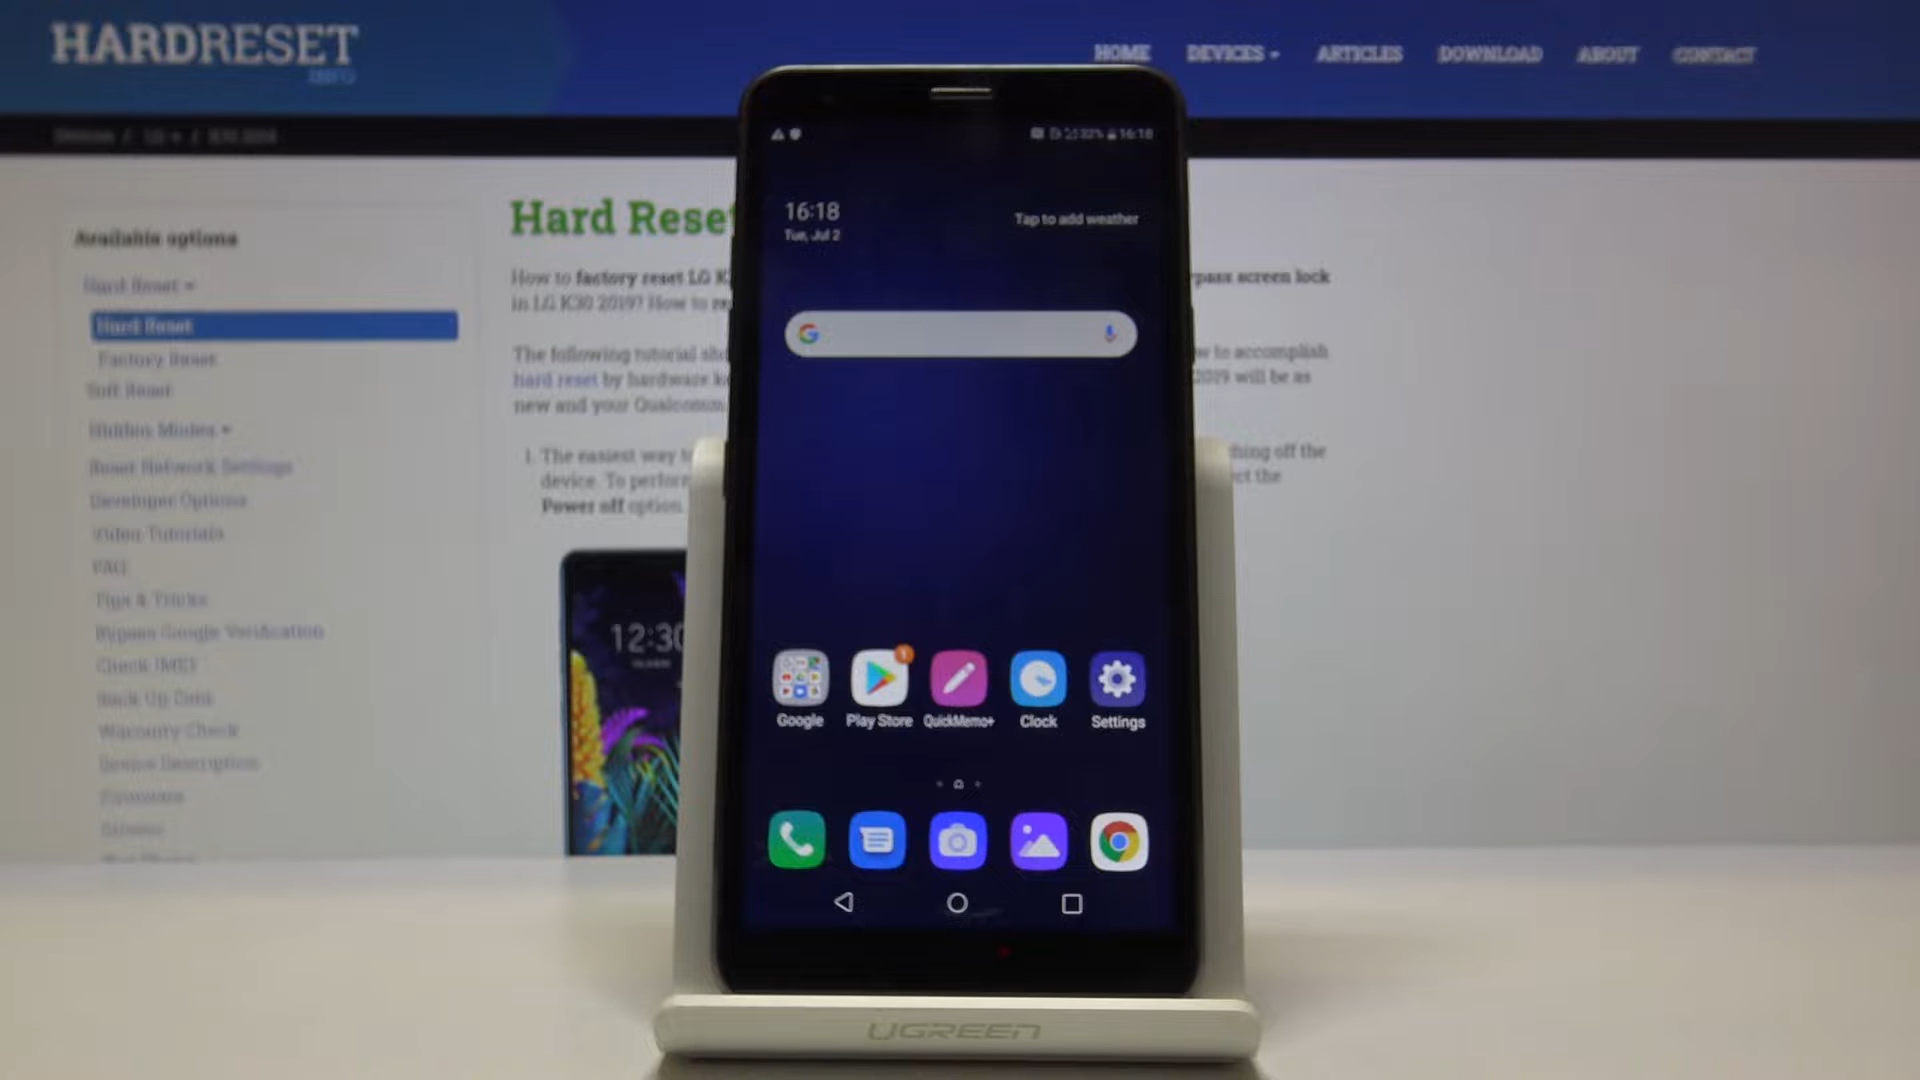 HARDRESET
INFO
HOME DEVICES ARTICLES DOWNLOAD ABOUT CONTACT
Available options
Hard Reset
Hard Reset
Factory Reset
Soft Reset
Hidden Modes
Reset Network Settings
Developer Options
Video Tutorials
FAQ
Tips & Tricks
Bypass Google Verification
Check IMEI
Back Up Data
Warranty Check
Device Description
Firmware
Hard Reset
How to factory reset LG K
in LG K30 2019? How to
The following tutorial
hard reset by hardware
new and your Qualcomm
1. The easiest way
device. To perform
Power off option.
12:30
pass screen lock
to accomplish
2019 will be as
off the
the
16:18
16:18
Tue, Jul 2
Tap to add weather
Google Play Store QuickMemo+ Clock Settings
UGREEN